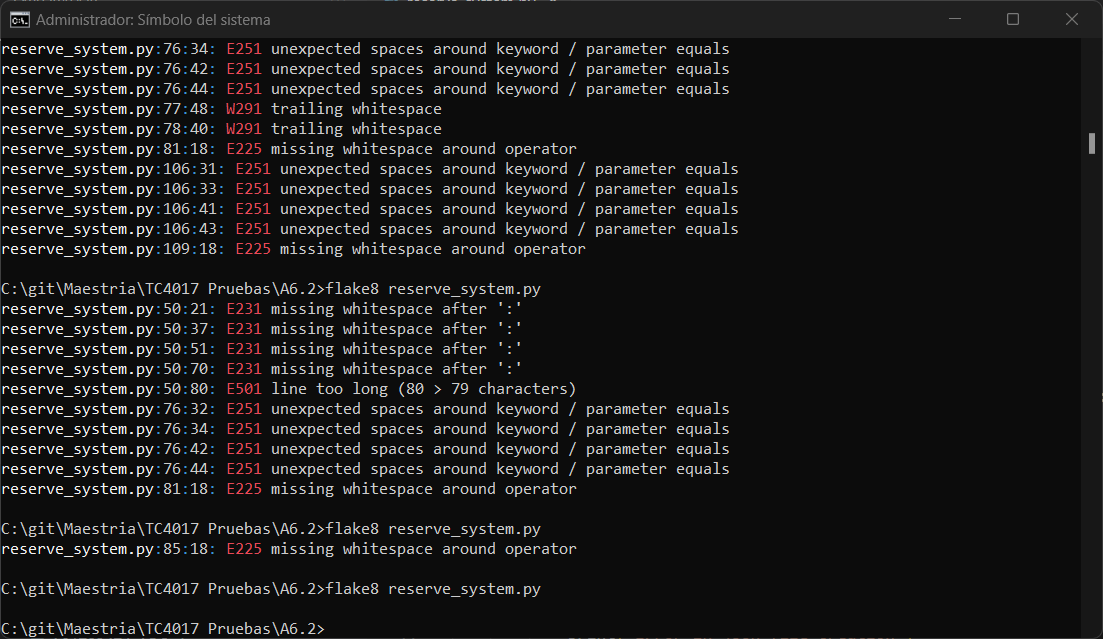 Administrador: Símbolo del sistema
reserve_system.py:76:34: E251 unexpected spaces around keyword / parameter equals
reserve_system.py:76:42: E251 unexpected spaces around keyword / parameter equals
reserve_system.py:76:44: E251 unexpected spaces around keyword / parameter equals
reserve_system.py:77:48: W291 trailing whitespace
reserve_system.py:78:40: W291 trailing whitespace
reserve_system.py:81:18: E225 missing whitespace around operator
reserve_system.py:106:31: E251 unexpected spaces around keyword / parameter equals
reserve_system.py:106:33: E251 unexpected spaces around keyword / parameter equals
reserve_system.py:106:41: E251 unexpected spaces around keyword / parameter equals
reserve_system.py:106:43: E251 unexpected spaces around keyword / parameter equals
reserve_system.py:109:18: E225 missing whitespace around operator
C:\git\Maestria\TC4017 Pruebas\A6.2>flake8 reserve_system.py
reserve_system.py:50:21: E231 missing whitespace after ':'
reserve_system.py:50:37: E231 missing whitespace after ':'
reserve_system.py:50:51: E231 missing whitespace after ':'
reserve_system.py:50:70: E231 missing whitespace after ':'
reserve_system.py:50:80: E501 line too long (80 > 79 characters)
reserve_system.py:76:32: E251 unexpected spaces around keyword / parameter equals
reserve_system.py:76:34: E251 unexpected spaces around keyword / parameter equals
reserve_system.py:76:42: E251 unexpected spaces around keyword / parameter equals
reserve_system.py:76:44: E251 unexpected spaces around keyword / parameter equals
reserve_system.py:81:18: E225 missing whitespace around operator
C:\git\Maestria\TC4017 Pruebas\A6.2>flake8 reserve_system.py
reserve_system.py:85:18: E225 missing whitespace around operator
C:\git\Maestria\TC4017 Pruebas\A6.2>flake8 reserve_system.py
C:\git\Maestria\TC4017 Pruebas\A6.2>